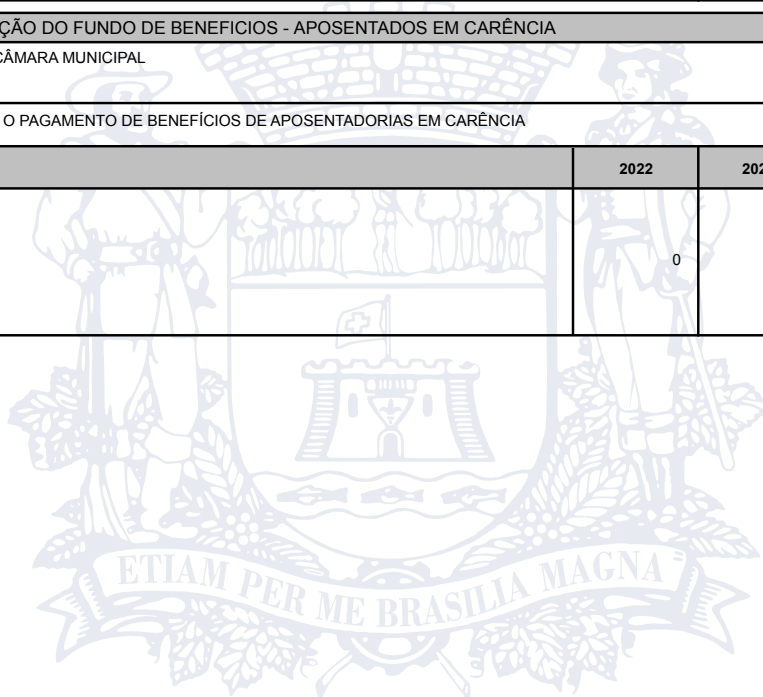 ÇÃO DO FUNDO DE BENEFICIOS - APOSENTADOS EM CARÊNCIA
CÂMARA MUNICIPAL
O PAGAMENTO DE BENEFÍCIOS DE APOSENTADORIAS EM CARÊNCIA
2022 202
0
ETIAM PER ME BRASILIA MAGNA